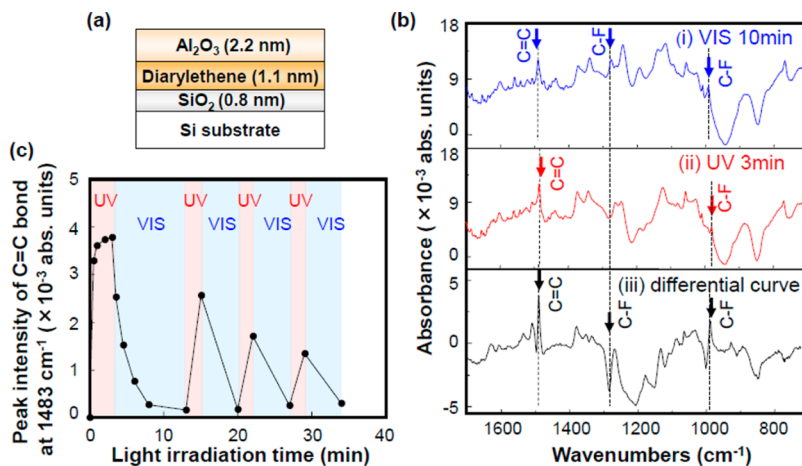 (a)
Al₂O₃ (2.2 nm)
Diarylethene (1.1 nm)
SiO₂ (0.8 nm)
Si substrate
(b)
(i) VIS 10min
C=C
C-F
C-F
18
9
0
(ii) UV 3min
C=C
C-F
18
9
0
(iii) differential curve
C=C
C-F
C-F
5
0
-5
Absorbance (×10⁻³ abs. units)
1600 1400 1200 1000 800
Wavenumbers (cm⁻¹)
(c)
UV UV UV UV
VIS VIS VIS VIS
5
4
3
2
1
0
Peak intensity of C=C bond
at 1483 cm⁻¹ (×10⁻³ abs. units)
0 10 20 30 40
Light irradiation time (min)